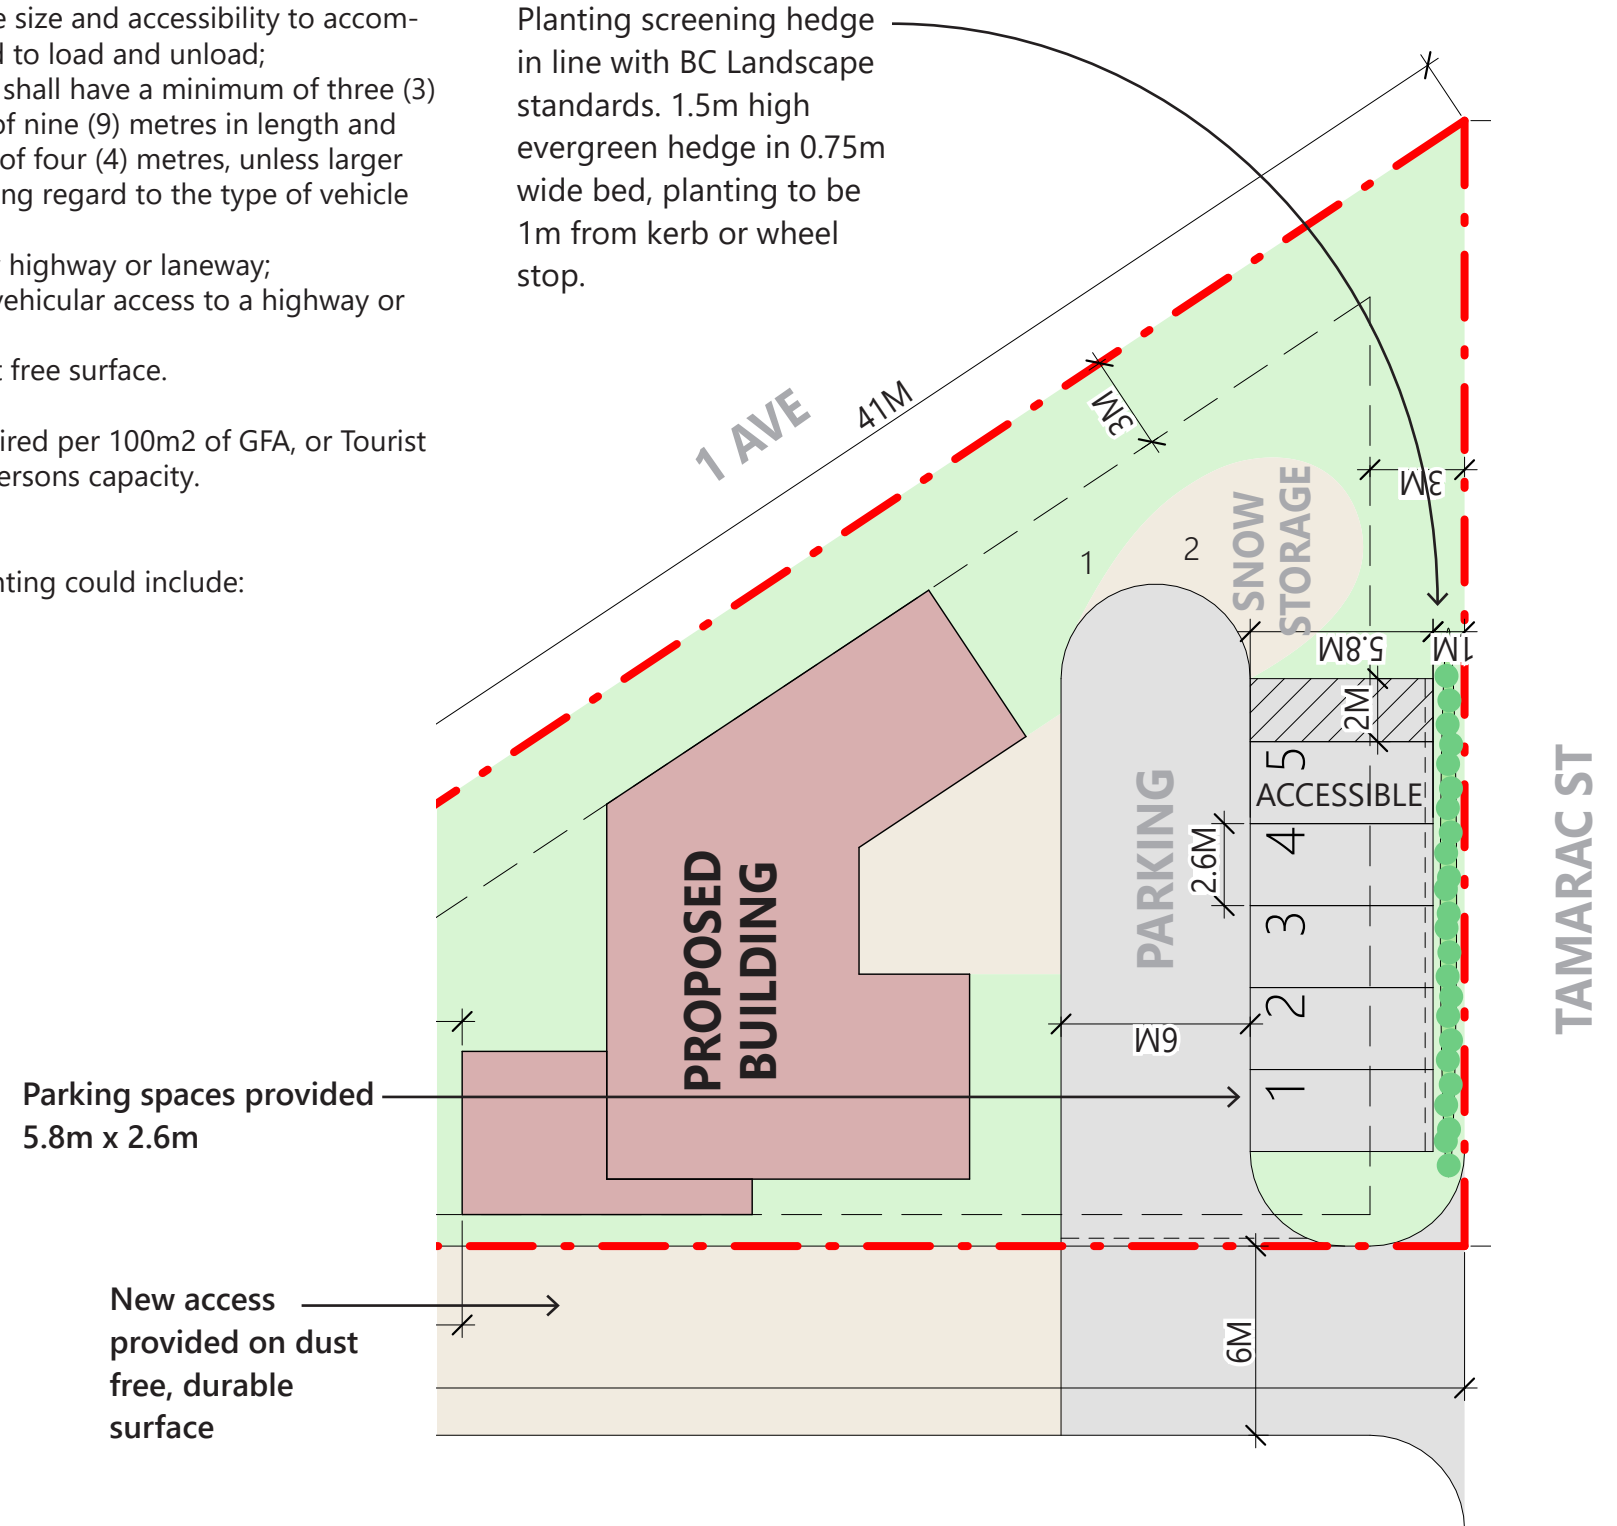 e size and accessibility to accom-
d to load and unload;
shall have a minimum of three (3)
of nine (9) metres in length and
of four (4) metres, unless larger
ng regard to the type of vehicle
highway or laneway;
vehicular access to a highway or
t free surface.
ired per 100m2 of GFA, or Tourist
ersons capacity.
nting could include:
Planting screening hedge
in line with BC Landscape
standards. 1.5m high
evergreen hedge in 0.75m
wide bed, planting to be
1m from kerb or wheel
stop.
1 AVE
41M
3M
3M
SNOW
STORAGE
1
2
5.8M
1M
2M
5
ACCESSIBLE
4
2.6M
3
2
1
PARKING
6M
PROPOSED
BUILDING
TAMARAC ST
Parking spaces provided
5.8m x 2.6m
New access
provided on dust
free, durable
surface
6M